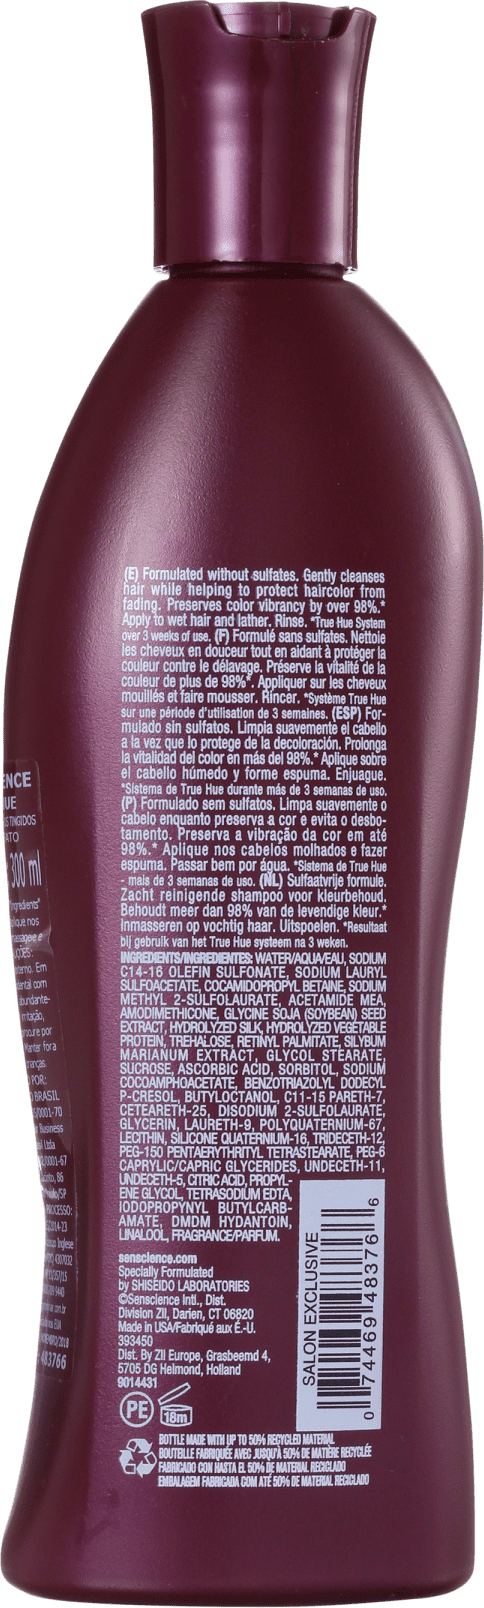 (E) Formulated without sulfates. Gently cleanses
hair while helping to protect haircolor from
fading. Preserves color vibrancy by over 98%.*
Apply to wet hair and lather. Rinse. *True Hue System
over 3 weeks of use. (F) Formulé sans sulfates. Nettoie
les cheveux en douceur tout en aidant à protéger la
couleur contre le délavage. Préserve la vitalité de la
couleur de plus de 98%*. Appliquer sur les cheveux
mouillés et faire mousser. Rincer. *Système True Hue
sur une période d'utilisation de 3 semaines. (ESP) For-
mulado sin sulfatos. Limpia suavemente el cabello
a la vez que lo protege de la decoloración. Prolonga
la vitalidad del color en más del 98%.* Aplique sobre
el cabello húmedo y forme espuma. Enjuague.
*Sistema de True Hue durante más de 3 semanas de uso.
(P) Formulado sem sulfatos. Limpa suavemente o
cabelo enquanto preserva a cor e evita o desbo-
tamento. Preserva a vibração da cor em até
98%.* Aplique nos cabelos molhados e fazer
espuma. Passar bem por água. *Sistema de True Hue
- mais de 3 semanas de uso. (NL) Sulfaatvrije formule.
Zacht reinigende shampoo voor kleurbehoud.
Behoudt meer dan 98% van de levendige kleur.*
Inmasseren op vochtig haar. Uitspoelen. *Resultaat
bij gebruik van het True Hue systeem na 3 weken.
INGREDIENTS/INGRÉDIENTS: WATER/AQUA/EAU, SODIUM
C14-16 OLEFIN SULFONATE, SODIUM LAURYL
SULFOACETATE, COCAMIDOPROPYL BETAINE, SODIUM
METHYL 2-SULFOLAURATE, ACETAMIDE MEA,
AMODIMETHICONE, GLYCINE SOJA (SOYBEAN) SEED
EXTRACT, HYDROLYZED SILK, HYDROLYZED VEGETABLE
PROTEIN, TREHALOSE, RETINYL PALMITATE, SILYBUM
MARIANUM EXTRACT, GLYCOL STEARATE,
SUCROSE, ASCORBIC ACID, SORBITOL, SODIUM
COCOAMPHOACETATE, BENZOTRIAZOLYL DODECYL
P-CRESOL, BUTYLOCTANOL, C11-15 PARETH-7,
CETEARETH-25, DISODIUM 2-SULFOLAURATE,
GLYCERIN, LAURETH-9, POLYQUATERNIUM-67,
LECITHIN, SILICONE QUATERNIUM-16, TRIDECETH-12,
PEG-150 PENTAERYTHRITYL TETRASTEARATE, PEG-6
CAPRYLIC/CAPRIC GLYCERIDES, UNDECETH-11,
UNDECETH-5, CITRIC ACID, PROPYL-
ENE GLYCOL, TETRASODIUM EDTA,
IODOPROPYNYL BUTYLCARB-
AMATE, DMDM HYDANTOIN,
LINALOOL, FRAGRANCE/PARFUM.
senscience.com
Specially Formulated
by SHISEIDO LABORATORIES
©Senscience Intl., Dist.
Division ZII, Darien, CT 06820
Made in USA/Fabriqué aux É.-U.
393450
Dist. By ZII Europe, Grasbeemd 4,
5705 DG Helmond, Holland
9014431
PE
18m
SALON EXCLUSIVE
0 74469 48376 6
BOTTLE MADE WITH UP TO 50% RECYCLED MATERIAL
BOUTEILLE FABRIQUÉE AVEC JUSQU'À 50% DE MATIÈRE RECYCLÉE
FABRICADO CON HASTA EL 50% DE MATERIAL RECICLADO
EMBALAGEM FABRICADA COM ATÉ 50% DE MATERIAL RECICLADO
300 ml
483766